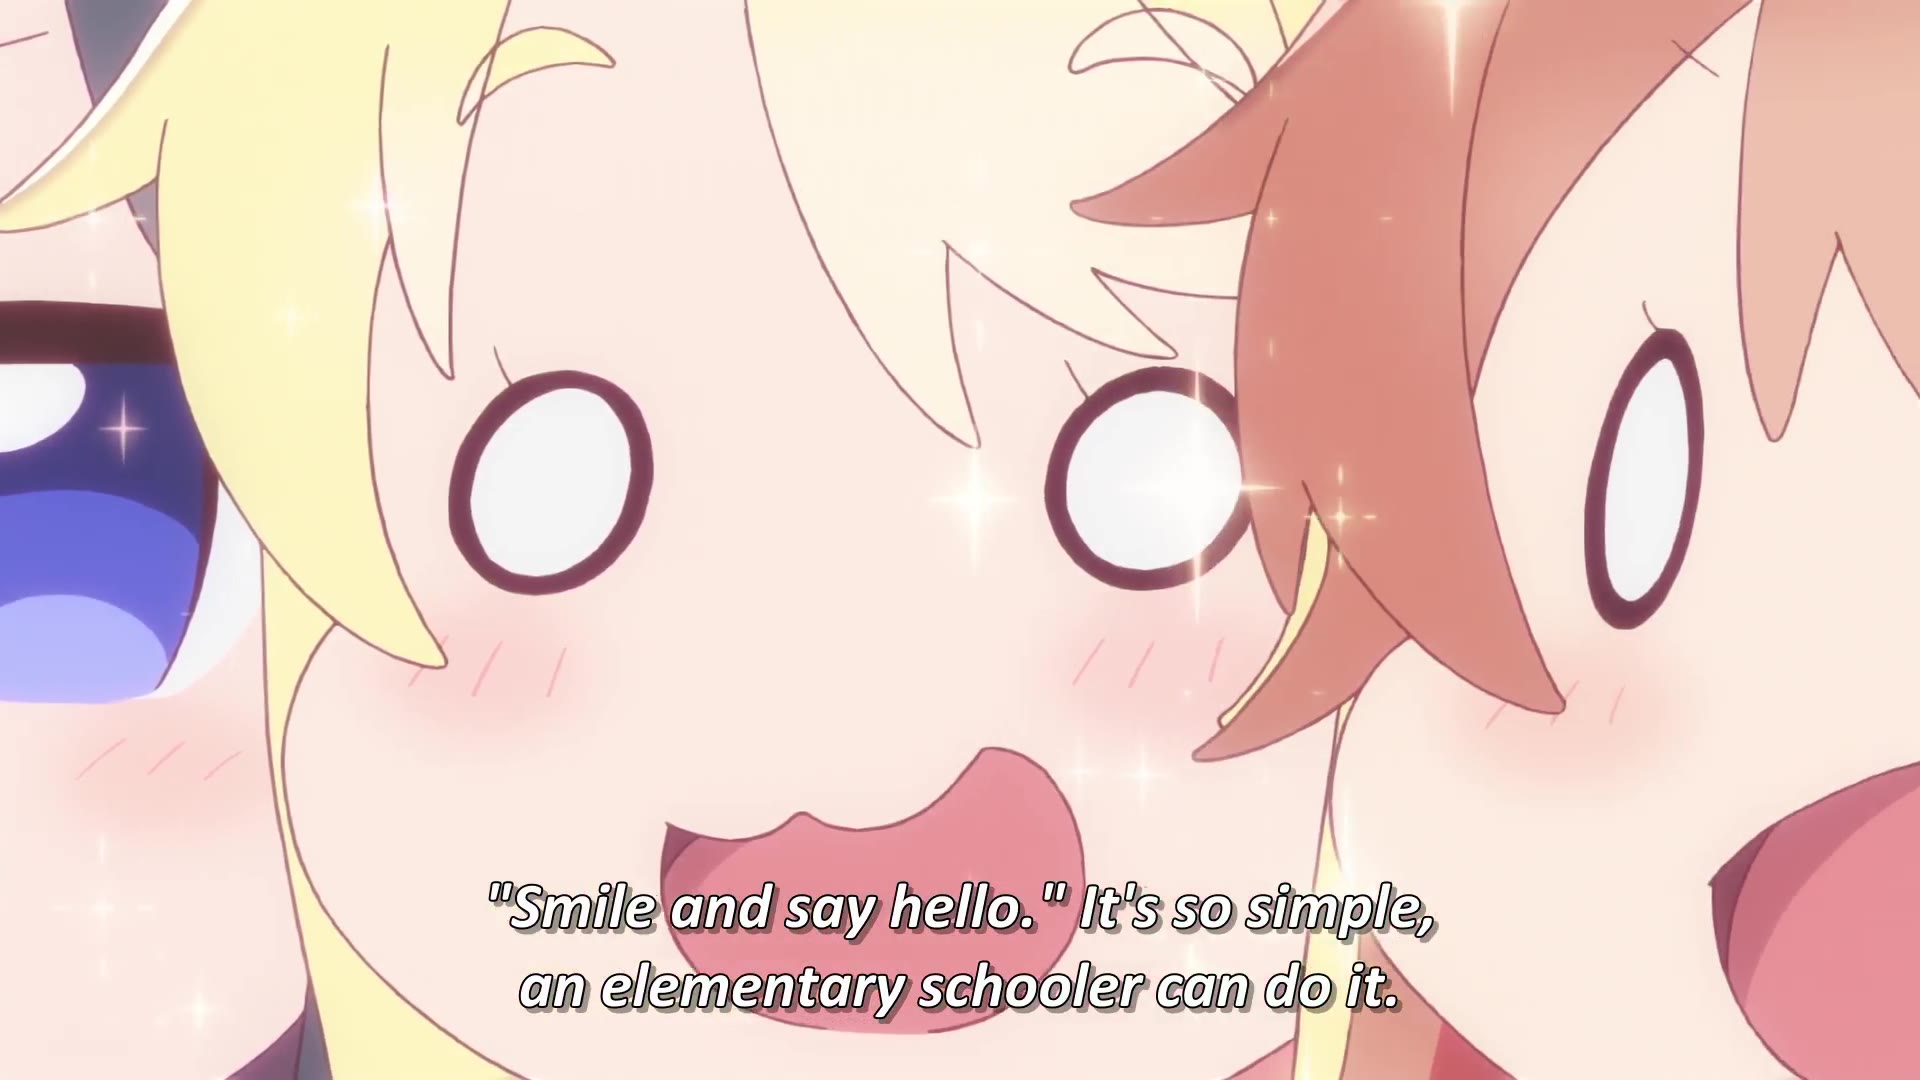 "Smile and say hello." It's so simple,
an elementary schooler can do it.